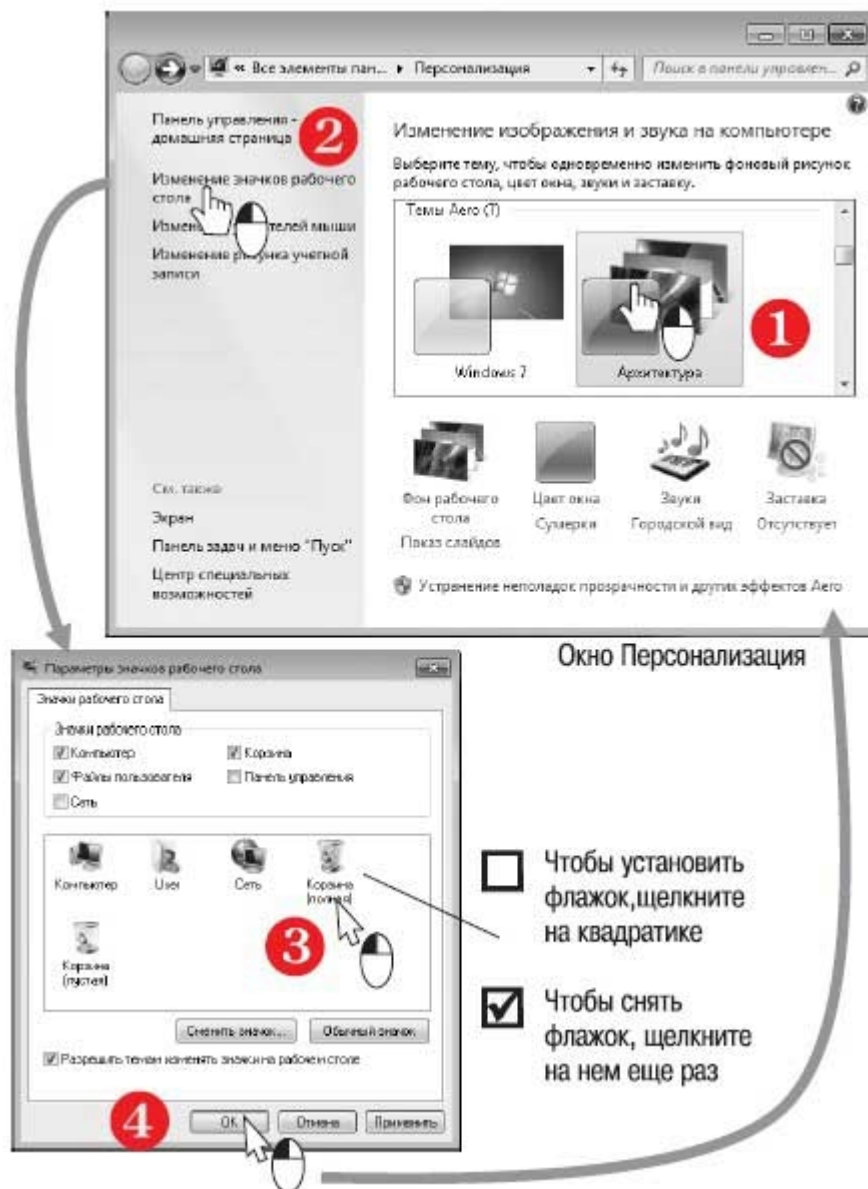 « Все элементы пан... ▸ Персонализация
Поиск в панели управлен...
Панель управления -
домашняя страница
2
Изменение значков рабочего
стола
телей мыши
Изменение рисунка учетной
записи
См. также
Экран
Панель задач и меню "Пуск"
Центр специальных
возможностей
Изменение изображения и звука на компьютере
Выберите тему, чтобы одновременно изменить фоновый рисунок
рабочего стола, цвет окна, звуки и заставку.
Темы Aero (7)
Windows 7
Архитектура
1
Фон рабочего
стола
Показ слайдов
Цвет окна
Сумерки
Звуки
Городской вид
Заставка
Отсутствует
Устранение неполадок прозрачности и других эффектов Aero
Окно Персонализация
Параметры значков рабочего стола
Значки рабочего стола
Значки рабочего стола
Компьютер
Корзина
Файлы пользователя
Панель управления
Сеть
Компьютер
User
Сеть
Корзина
(полная)
Корзина
(пустая)
3
Сменить значок...
Обычный значок
Разрешить темам изменять значки на рабочем столе
4
ОК
Отмена
Применить
Чтобы установить
флажок,щелкните
на квадратике
Чтобы снять
флажок, щелкните
на нем еще раз